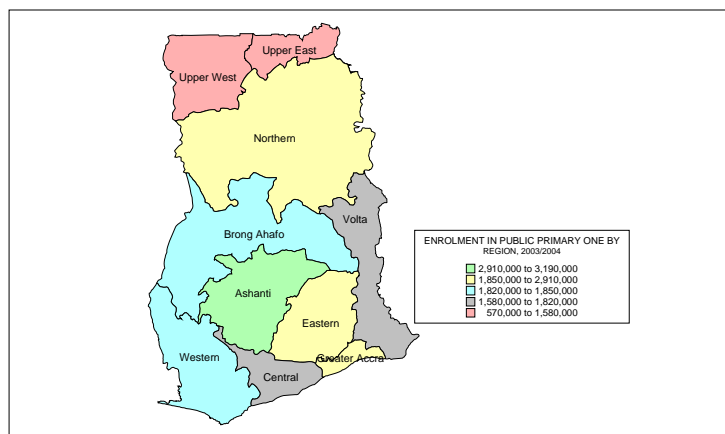 Upper East
Upper West
Northern
Volta
Brong Ahafo
ENROLMENT IN PUBLIC PRIMARY ONE BY
REGION, 2003/2004
2,910,000 to 3,190,000
1,850,000 to 2,910,000
1,820,000 to 1,850,000
1,580,000 to 1,820,000
570,000 to 1,580,000
Ashanti
Eastern
Western
Greater Accra
Central